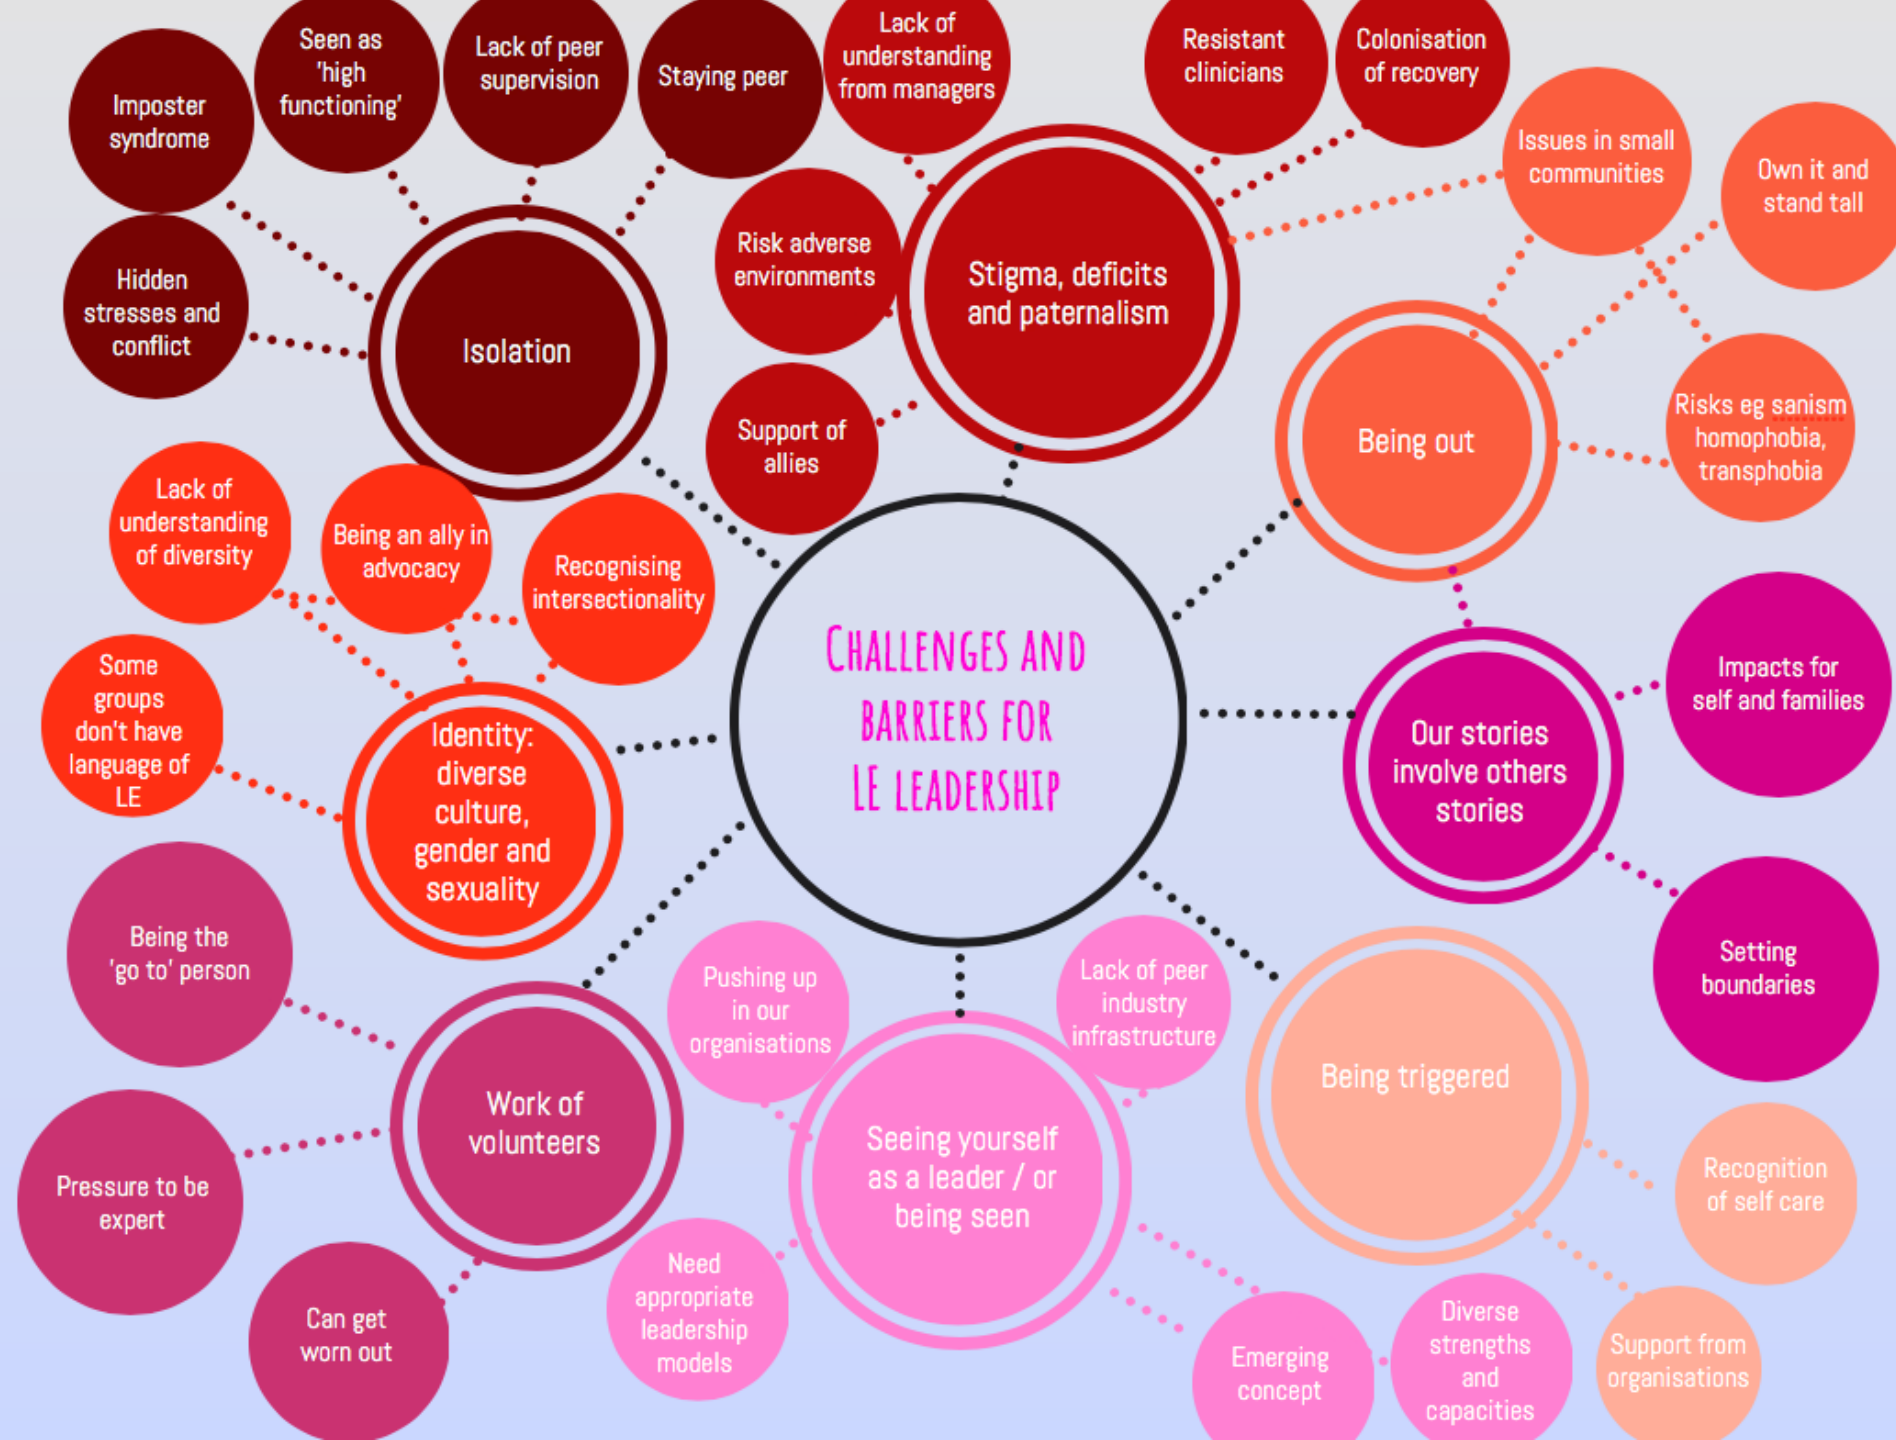 Imposter
syndrome
Seen as
'high
functioning'
Lack of peer
supervision
Staying peer
Hidden
stresses and
conflict
Isolation
Lack of
understanding
from managers
Resistant
clinicians
Colonisation
of recovery
Risk adverse
environments
Support of
allies
Stigma, deficits
and paternalism
Issues in small
communities
Own it and
stand tall
Risks eg sanism
homophobia,
transphobia
Being out
Lack of
understanding
of diversity
Being an ally in
advocacy
Recognising
intersectionality
Some
groups
don't have
language of
LE
Identity:
diverse
culture,
gender and
sexuality
Challenges and
barriers for
LE leadership
Our stories
involve others
stories
Impacts for
self and families
Setting
boundaries
Being the
'go to' person
Pressure to be
expert
Can get
worn out
Work of
volunteers
Pushing up
in our
organisations
Lack of peer
industry
infrastructure
Seeing yourself
as a leader / or
being seen
Need
appropriate
leadership
models
Emerging
concept
Diverse
strengths
and
capacities
Being triggered
Recognition
of self care
Support from
organisations